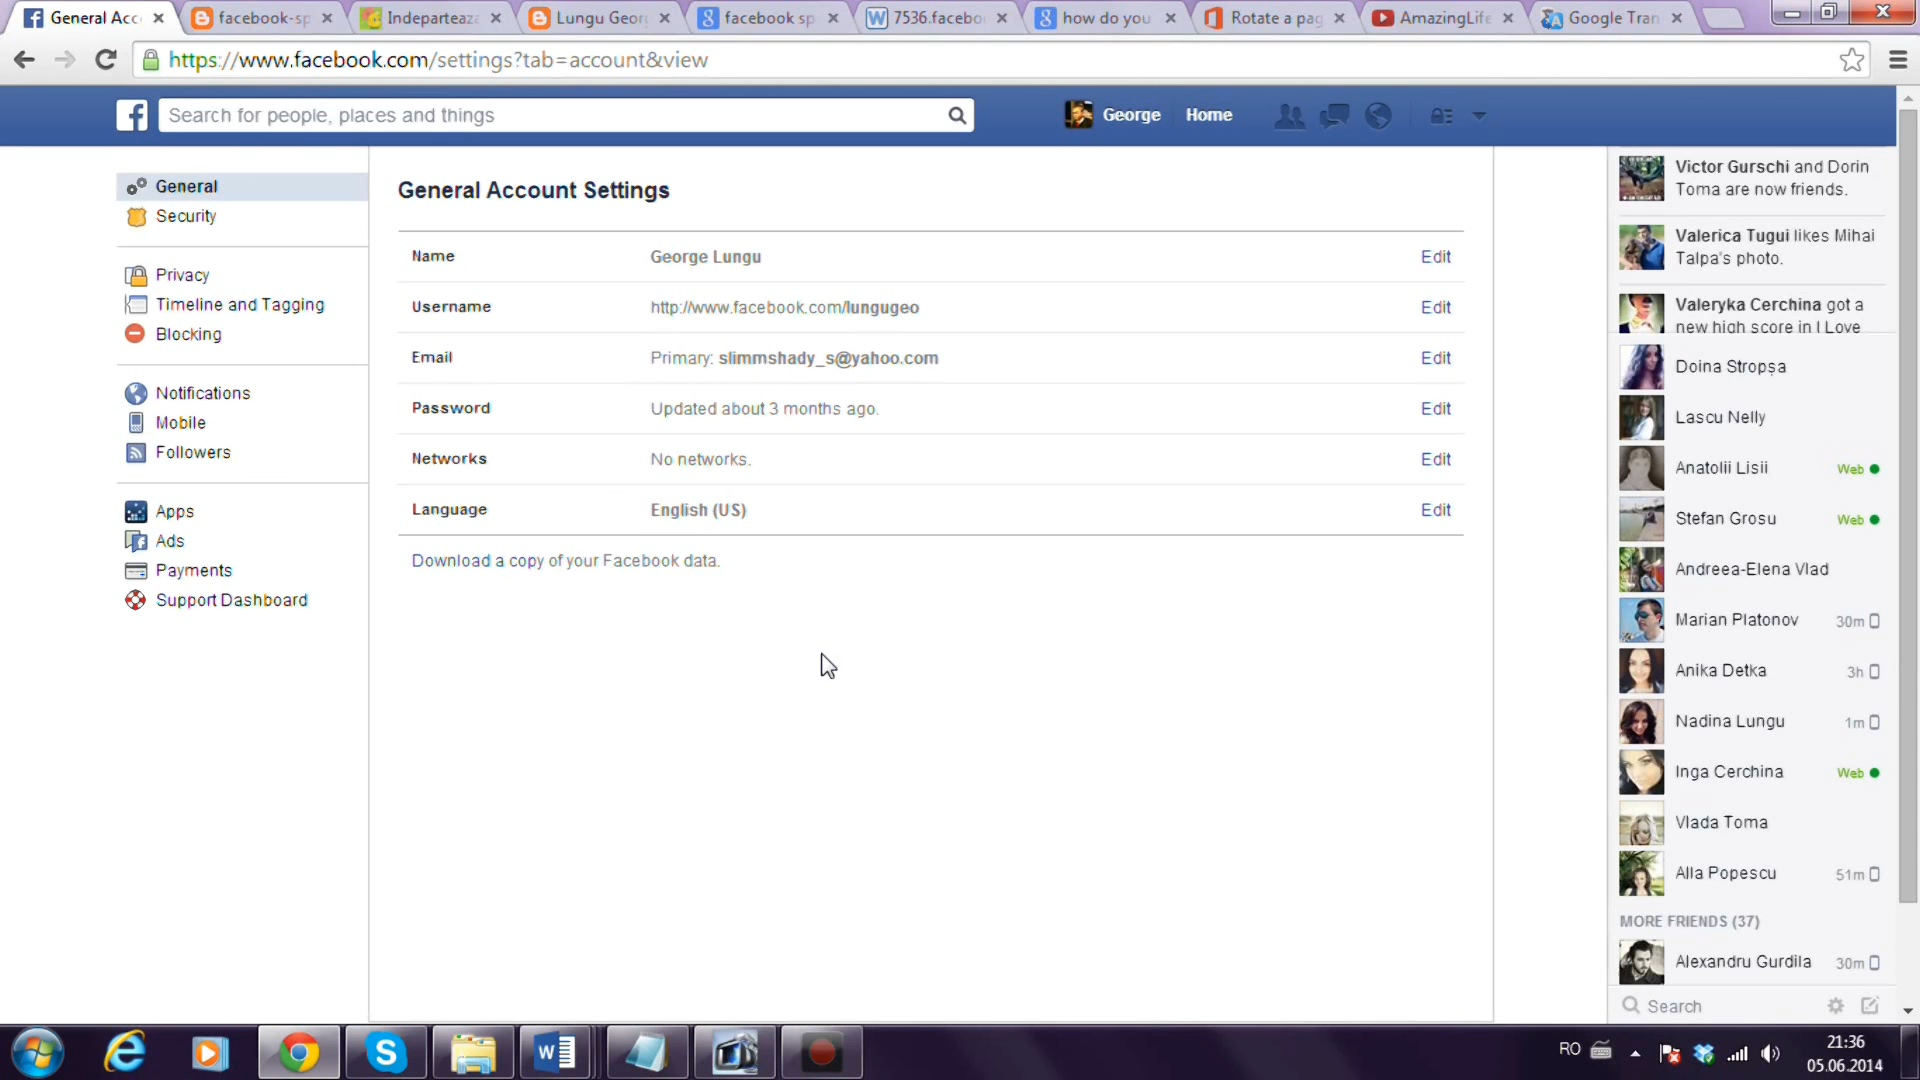 General Acc
facebook-sp
Indeparteaza
Lungu Geor
facebook sp
7536.facebo
how do you
Rotate a pag
AmazingLife
Google Tran
https://www.facebook.com/settings?tab=account&view
Search for people, places and things
George
Home
General
Security
Privacy
Timeline and Tagging
Blocking
Notifications
Mobile
Followers
Apps
Ads
Payments
Support Dashboard
General Account Settings
Name George Lungu Edit
Username http://www.facebook.com/lungugeo Edit
Email Primary: slimmshady_s@yahoo.com Edit
Password Updated about 3 months ago. Edit
Networks No networks. Edit
Language English (US) Edit
Download a copy of your Facebook data.
Victor Gurschi and Dorin
Toma are now friends.
Valerica Tugui likes Mihai
Talpa's photo.
Valeryka Cerchina got a
new high score in I Love
Doina Stropșa
Lascu Nelly
Anatolii Lisii Web
Stefan Grosu Web
Andreea-Elena Vlad
Marian Platonov 30m
Anika Detka 3h
Nadina Lungu 1m
Inga Cerchina Web
Vlada Toma
Alla Popescu 51m
MORE FRIENDS (37)
Alexandru Gurdila 30m
Search
RO
21:36
05.06.2014